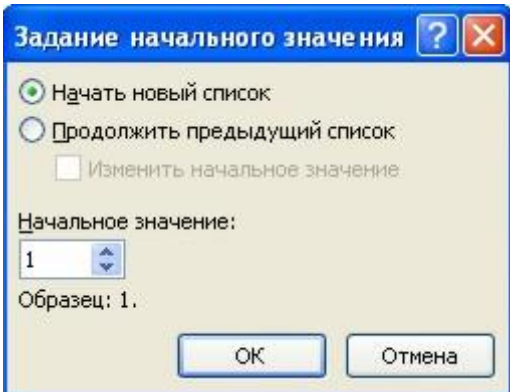 Задание начального значения
Начать новый список
Продолжить предыдущий список
Изменить начальное значение
Начальное значение:
1
Образец: 1.
ОК Отмена